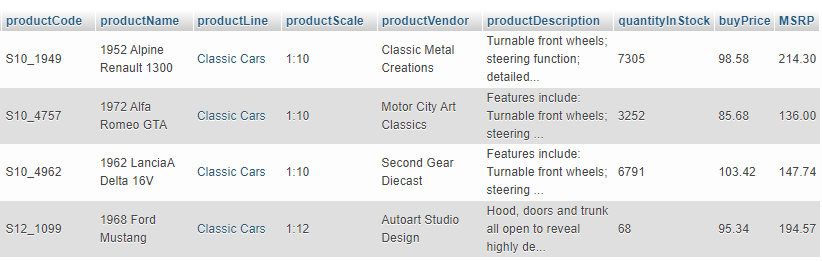 productCode productName productLine productScale productVendor productDescription quantityInStock buyPrice MSRP
S10_1949 1952 Alpine Renault 1300 Classic Cars 1:10 Classic Metal Creations Turnable front wheels; steering function; detailed... 7305 98.58 214.30
S10_4757 1972 Alfa Romeo GTA Classic Cars 1:10 Motor City Art Classics Features include: Turnable front wheels; steering ... 3252 85.68 136.00
S10_4962 1962 LanciaA Delta 16V Classic Cars 1:10 Second Gear Diecast Features include: Turnable front wheels; steering ... 6791 103.42 147.74
S12_1099 1968 Ford Mustang Classic Cars 1:12 Autoart Studio Design Hood, doors and trunk all open to reveal highly de... 68 95.34 194.57